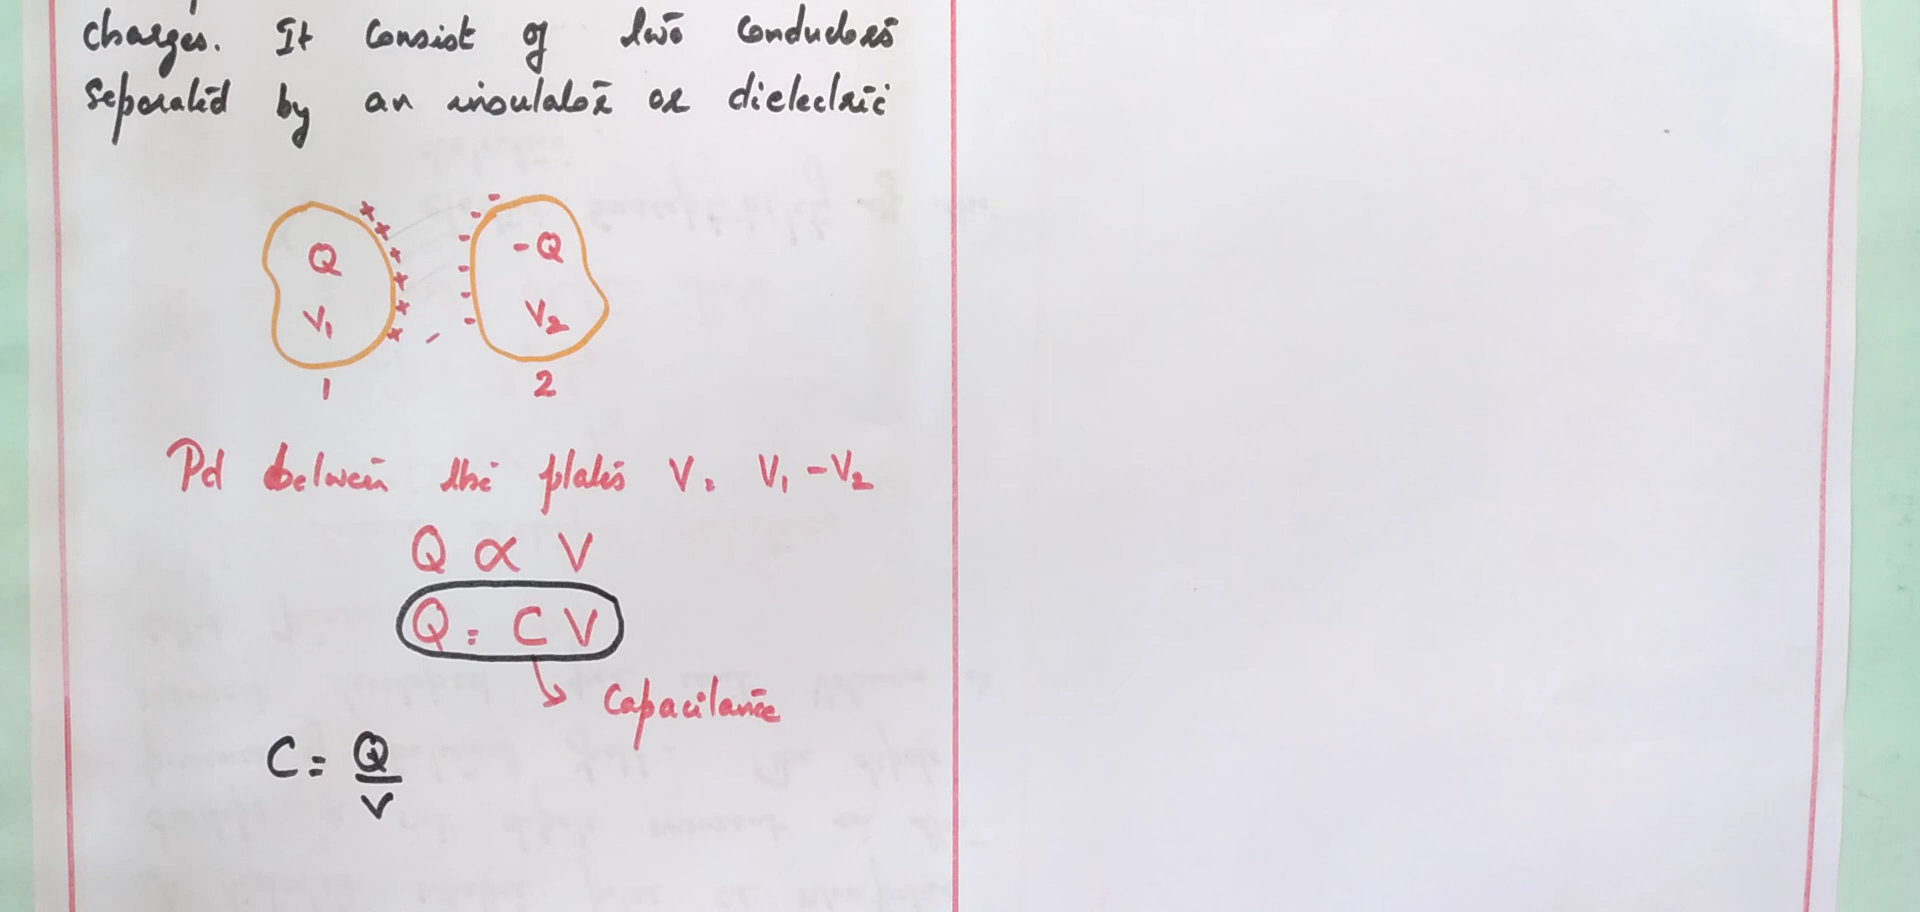 charges. It consist of two conductors
separated by an insulator or dielectric
Q -Q
V₁ V₂
1 2
Pd between the plates V = V₁ - V₂
Q ∝ V
Q = C V
Capacitance
C = Q/V